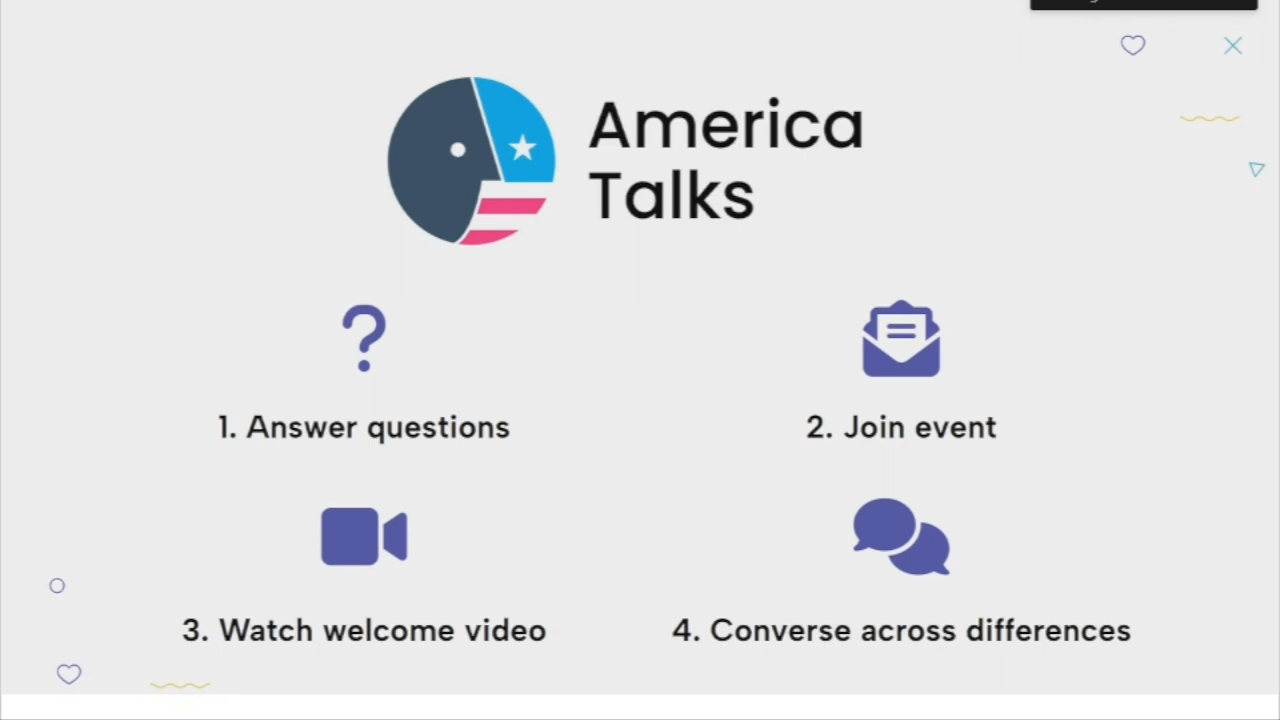 America
Talks
1. Answer questions
2. Join event
3. Watch welcome video
4. Converse across differences